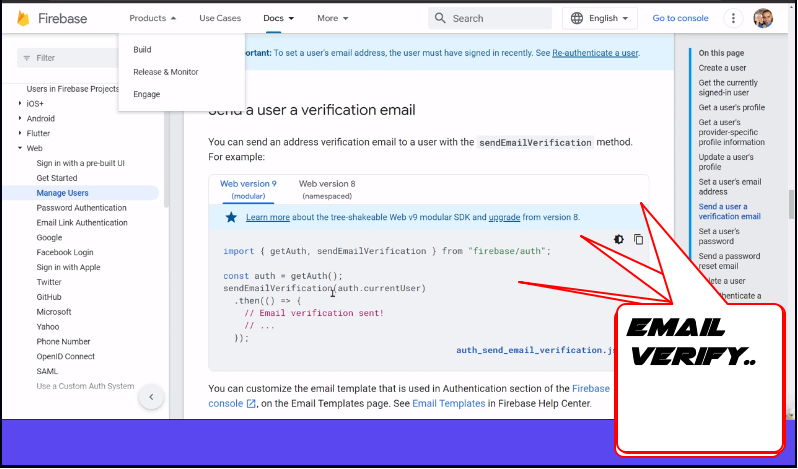 Firebase
Products
Use Cases
Docs
More
Search
English
Go to console
Build
Release & Monitor
Engage
Filter
Users in Firebase Projects
iOS+
Android
Flutter
Web
Sign in with a pre-built UI
Get Started
Manage Users
Password Authentication
Email Link Authentication
Google
Facebook Login
Sign in with Apple
Twitter
GitHub
Microsoft
Yahoo
Phone Number
OpenID Connect
SAML
Use a Custom Auth System
To set a user's email address, the user must have signed in recently. See Re-authenticate a user.
Send a user a verification email
You can send an address verification email to a user with the sendEmailVerification method.
For example:
Web version 9
(modular)
Web version 8
(namespaced)
Learn more about the tree-shakeable Web v9 modular SDK and upgrade from version 8.
import { getAuth, sendEmailVerification } from "firebase/auth";
const auth = getAuth();
sendEmailVerification(auth.currentUser)
.then(() => {
// Email verification sent!
// ...
});
auth_send_email_verification.j
You can customize the email template that is used in Authentication section of the Firebase
console, on the Email Templates page. See Email Templates in Firebase Help Center.
On this page
Create a user
Get the currently
signed-in user
Get a user's profile
Get a user's
provider-specific
profile information
Update a user's
profile
Set a user's email
address
Send a user a
verification email
Set a user's
password
Send a password
reset email
a user
a
EMAIL
VERIFY..